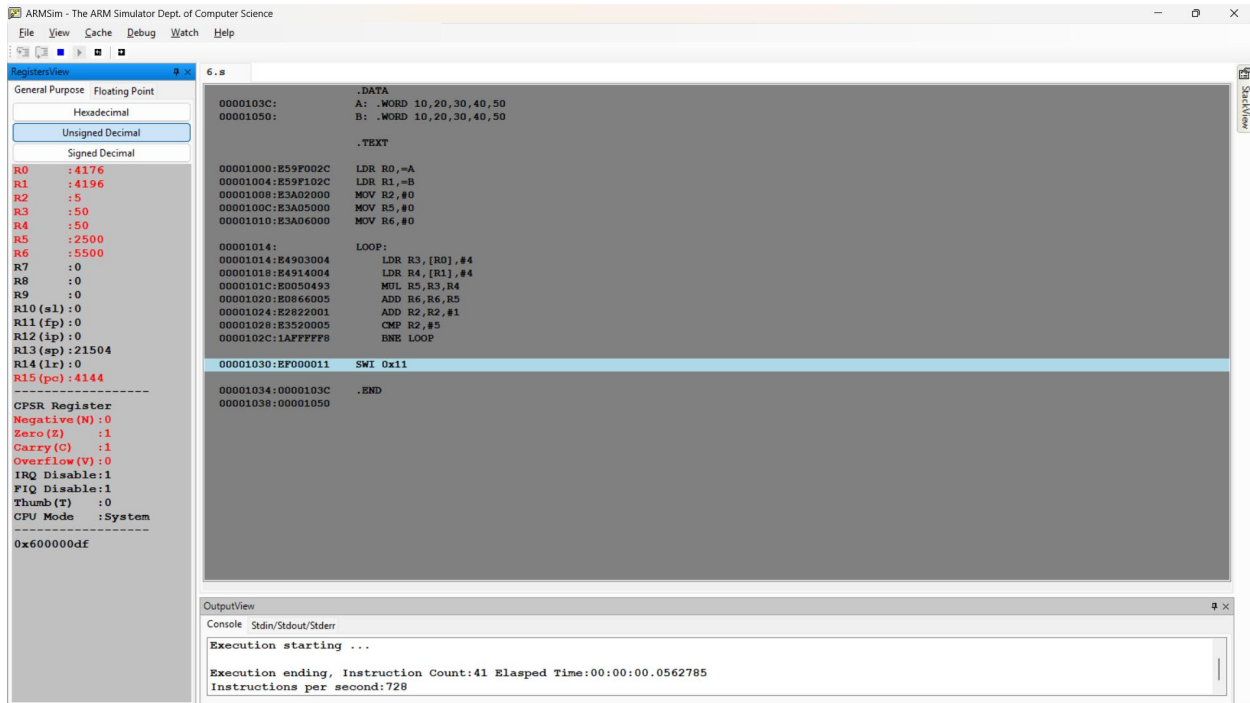 ARMSim - The ARM Simulator Dept. of Computer Science
File View Cache Debug Watch Help
RegistersView
General Purpose Floating Point
Hexadecimal
Unsigned Decimal
Signed Decimal
R0 :4176
R1 :4196
R2 :5
R3 :50
R4 :50
R5 :2500
R6 :5500
R7 :0
R8 :0
R9 :0
R10(sl):0
R11(fp):0
R12(ip):0
R13(sp):21504
R14(lr):0
R15(pc):4144
-------------------
CPSR Register
Negative(N):0
Zero(Z) :1
Carry(C) :1
Overflow(V):0
IRQ Disable:1
FIQ Disable:1
Thumb(T) :0
CPU Mode :System
-------------------
0x600000df
6.s
.DATA
0000103C: A: .WORD 10,20,30,40,50
00001050: B: .WORD 10,20,30,40,50
.TEXT
00001000:E59F002C LDR R0,=A
00001004:E59F102C LDR R1,=B
00001008:E3A02000 MOV R2,#0
0000100C:E3A05000 MOV R5,#0
00001010:E3A06000 MOV R6,#0
00001014: LOOP:
00001014:E4903004 LDR R3,[R0],#4
00001018:E4914004 LDR R4,[R1],#4
0000101C:E0050493 MUL R5,R3,R4
00001020:E0866005 ADD R6,R6,R5
00001024:E2822001 ADD R2,R2,#1
00001028:E3520005 CMP R2,#5
0000102C:1AFFFFF8 BNE LOOP
00001030:EF000011 SWI 0x11
00001034:0000103C .END
00001038:00001050
StackView
OutputView
Console Stdin/Stdout/Stderr
Execution starting ...
Execution ending, Instruction Count:41 Elasped Time:00:00:00.0562785
Instructions per second:728